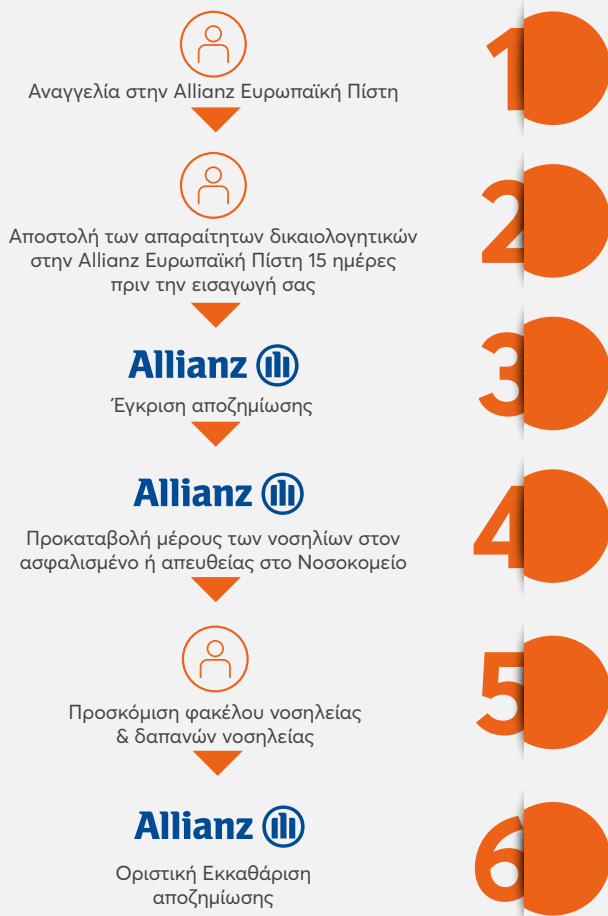 1
Αναγγελία στην Allianz Ευρωπαϊκή Πίστη
2
Αποστολή των απαραίτητων δικαιολογητικών
στην Allianz Ευρωπαϊκή Πίστη 15 ημέρες
πριν την εισαγωγή σας
3
Allianz
Έγκριση αποζημίωσης
4
Allianz
Προκαταβολή μέρους των νοσηλίων στον
ασφαλισμένο ή απευθείας στο Νοσοκομείο
5
Προσκόμιση φακέλου νοσηλείας
& δαπανών νοσηλείας
6
Allianz
Οριστική Εκκαθάριση
αποζημίωσης